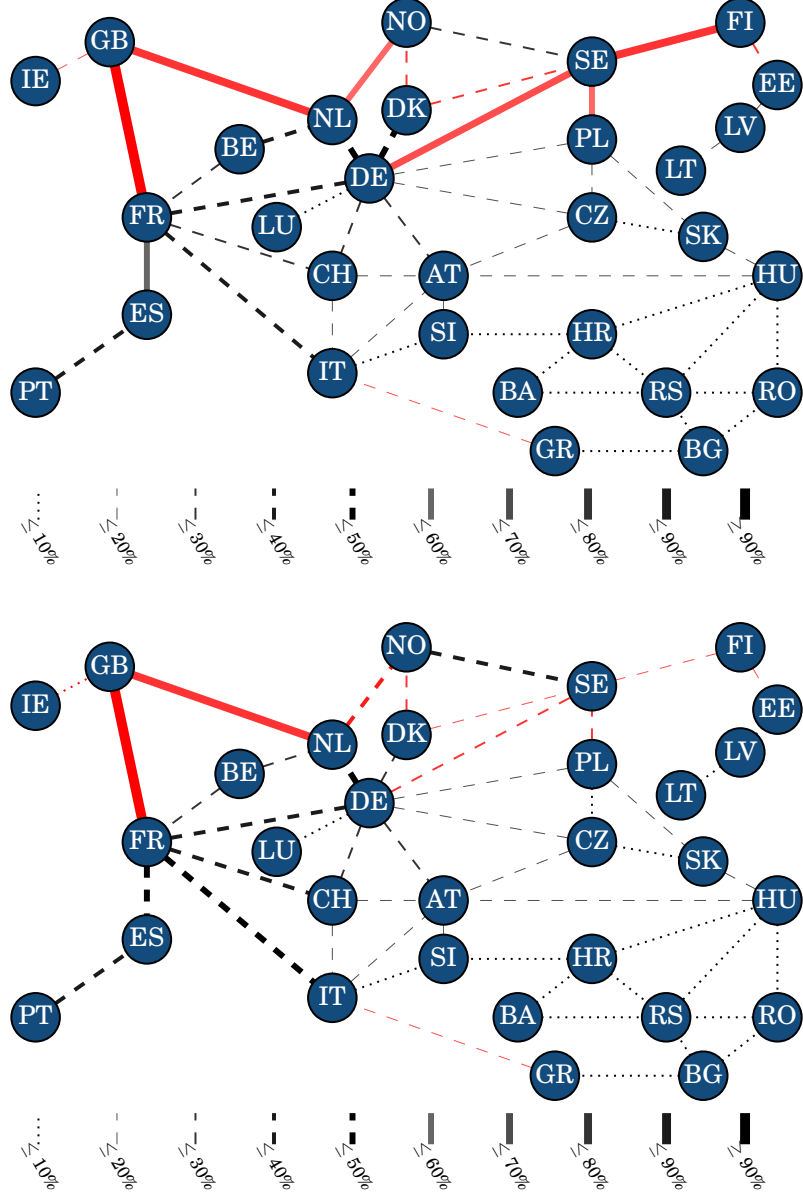 NO
FI
GB
SE
IE
EE
DK
NL
LV
PL
BE
LT
DE
FR
CZ
LU
SK
CH
AT
HU
ES
SI
HR
IT
PT
BA
RS
RO
GR
BG
≤ 10%
≤ 20%
≤ 30%
≤ 40%
≤ 50%
≤ 60%
≤ 70%
≤ 80%
≤ 90%
≤ 90%
NO
FI
GB
SE
IE
EE
DK
NL
LV
PL
BE
LT
DE
FR
CZ
LU
SK
CH
AT
HU
ES
SI
HR
IT
PT
BA
RS
RO
GR
BG
≤ 10%
≤ 20%
≤ 30%
≤ 40%
≤ 50%
≤ 60%
≤ 70%
≤ 80%
≤ 90%
≤ 90%